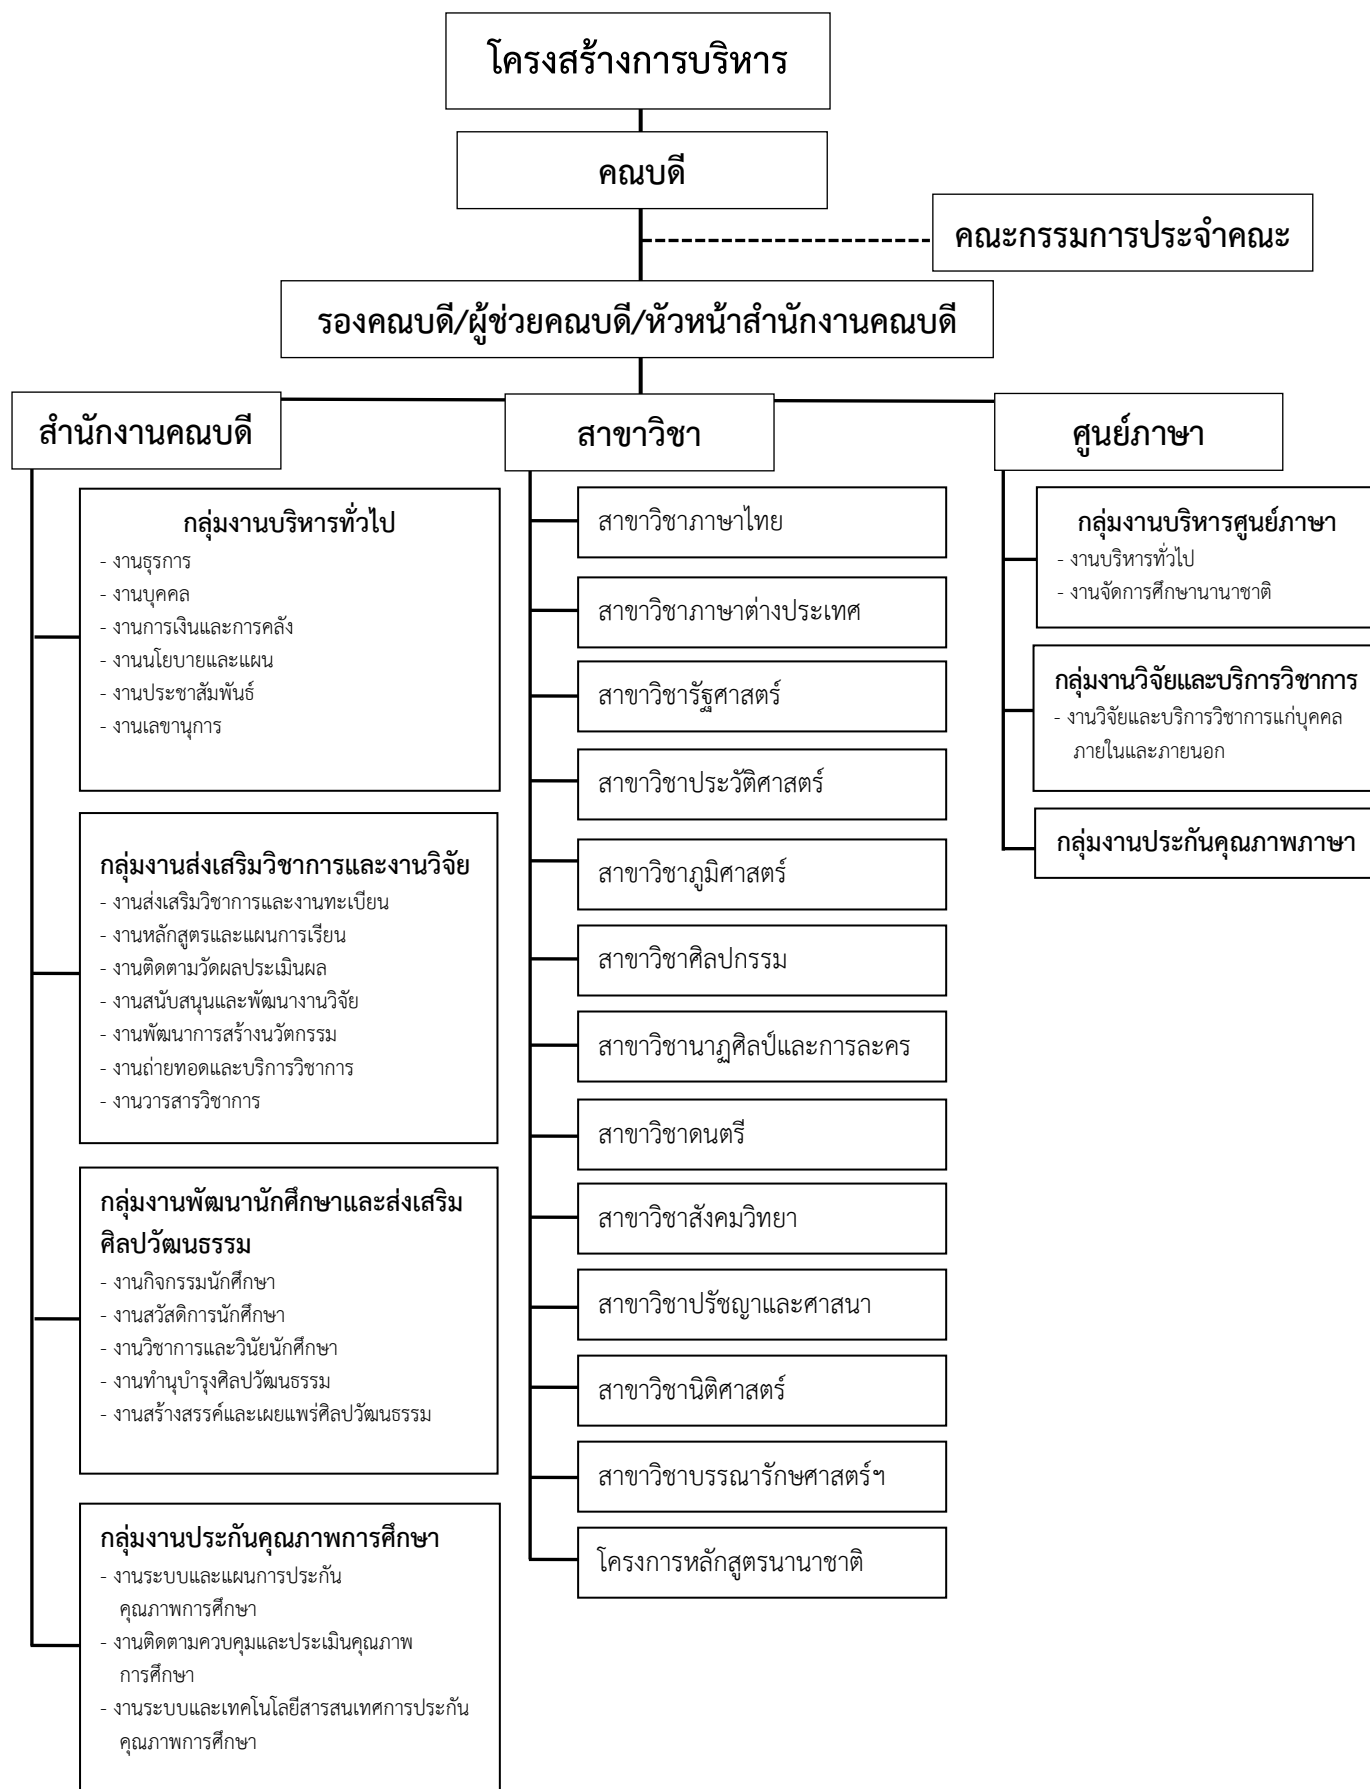 โครงสร้างการบริหาร
คณบดี
คณะกรรมการประจำคณะ
รองคณบดี/ผู้ช่วยคณบดี/หัวหน้าสำนักงานคณบดี
สำนักงานคณบดี
กลุ่มงานบริหารทั่วไป
- งานธุรการ
- งานบุคคล
- งานการเงินและการคลัง
- งานนโยบายและแผน
- งานประชาสัมพันธ์
- งานเลขานุการ
กลุ่มงานส่งเสริมวิชาการและงานวิจัย
- งานส่งเสริมวิชาการและงานทะเบียน
- งานหลักสูตรและแผนการเรียน
- งานติดตามวัดผลประเมินผล
- งานสนับสนุนและพัฒนางานวิจัย
- งานพัฒนาการสร้างนวัตกรรม
- งานถ่ายทอดและบริการวิชาการ
- งานวารสารวิชาการ
กลุ่มงานพัฒนานักศึกษาและส่งเสริม
ศิลปวัฒนธรรม
- งานกิจกรรมนักศึกษา
- งานสวัสดิการนักศึกษา
- งานวิชาการและวินัยนักศึกษา
- งานทำนุบำรุงศิลปวัฒนธรรม
- งานสร้างสรรค์และเผยแพร่ศิลปวัฒนธรรม
กลุ่มงานประกันคุณภาพการศึกษา
- งานระบบและแผนการประกัน
คุณภาพการศึกษา
- งานติดตามควบคุมและประเมินคุณภาพ
การศึกษา
- งานระบบและเทคโนโลยีสารสนเทศการประกัน
คุณภาพการศึกษา
สาขาวิชา
สาขาวิชาภาษาไทย
สาขาวิชาภาษาต่างประเทศ
สาขาวิชารัฐศาสตร์
สาขาวิชาประวัติศาสตร์
สาขาวิชาภูมิศาสตร์
สาขาวิชาศิลปกรรม
สาขาวิชานาฏศิลป์และการละคร
สาขาวิชาดนตรี
สาขาวิชาสังคมวิทยา
สาขาวิชาปรัชญาและศาสนา
สาขาวิชานิติศาสตร์
สาขาวิชาบรรณารักษศาสตร์ฯ
โครงการหลักสูตรนานาชาติ
ศูนย์ภาษา
กลุ่มงานบริหารศูนย์ภาษา
- งานบริหารทั่วไป
- งานจัดการศึกษานานาชาติ
กลุ่มงานวิจัยและบริการวิชาการ
- งานวิจัยและบริการวิชาการแก่บุคคล
ภายในและภายนอก
กลุ่มงานประกันคุณภาพภาษา